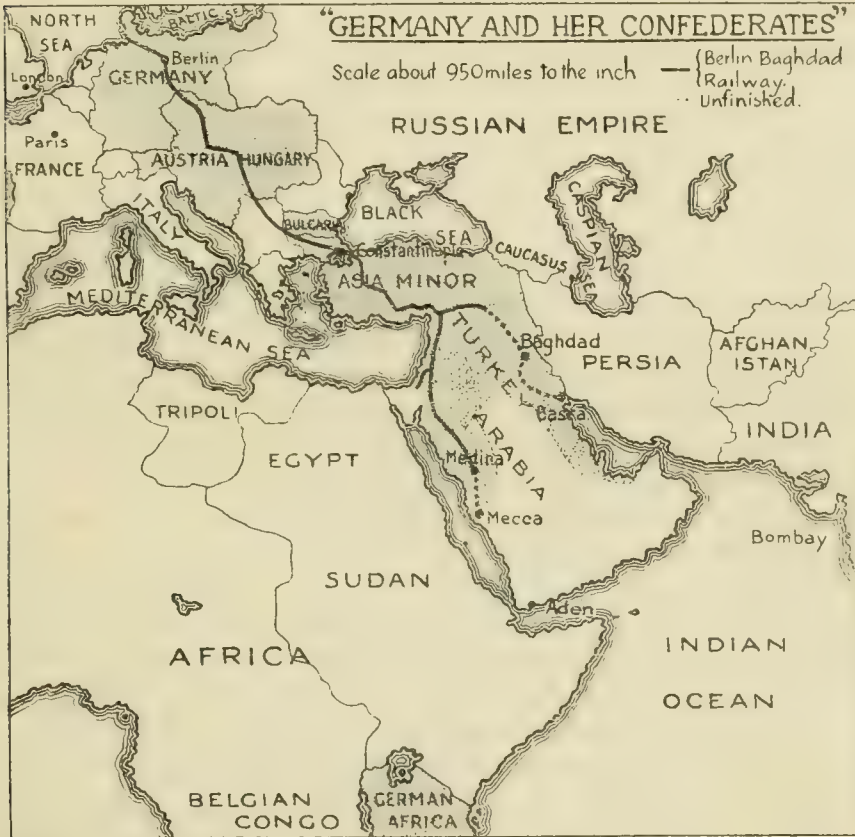 "GERMANY AND HER CONFEDERATES"
Scale about 950 miles to the inch
Berlin Baghdad
Railway.
Unfinished.
NORTH
SEA
BALTIC SEA
Berlin
GERMANY
London
Paris
FRANCE
AUSTRIA HUNGARY
RUSSIAN EMPIRE
ITALY
BULGARIA
BLACK
SEA
Constantinople
CAUCASUS
CASPIAN
SEA
ASIA MINOR
MEDITERRANEAN SEA
TURKEY
Baghdad
PERSIA
AFGHAN
ISTAN
Basra
TRIPOLI
EGYPT
ARABIA
INDIA
Medina
Mecca
Bombay
SUDAN
Aden
AFRICA
INDIAN
OCEAN
BELGIAN
CONGO
GERMAN
AFRICA